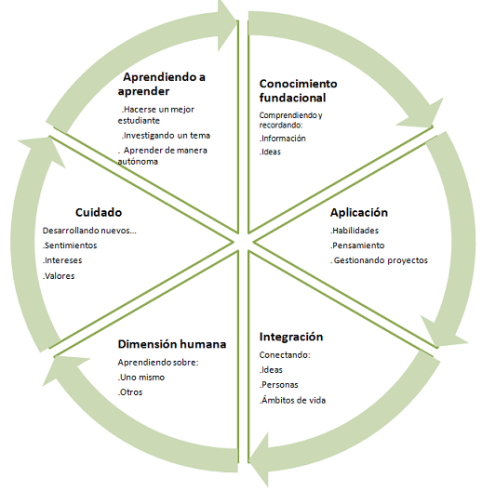 Conocimiento
fundacional
Comprendiendo y
recordando:
.Información
.Ideas
Aplicación
.Habilidades
.Pensamiento
. Gestionando proyectos
Integración
Conectando:
.Ideas
.Personas
.Ámbitos de vida
Dimensión humana
Aprendiendo sobre:
.Uno mismo
.Otros
Cuidado
Desarrollando nuevos...
.Sentimientos
.Intereses
.Valores
Aprendiendo a
aprender
.Hacerse un mejor
estudiante
.Investigando un tema
. Aprender de manera
autónoma